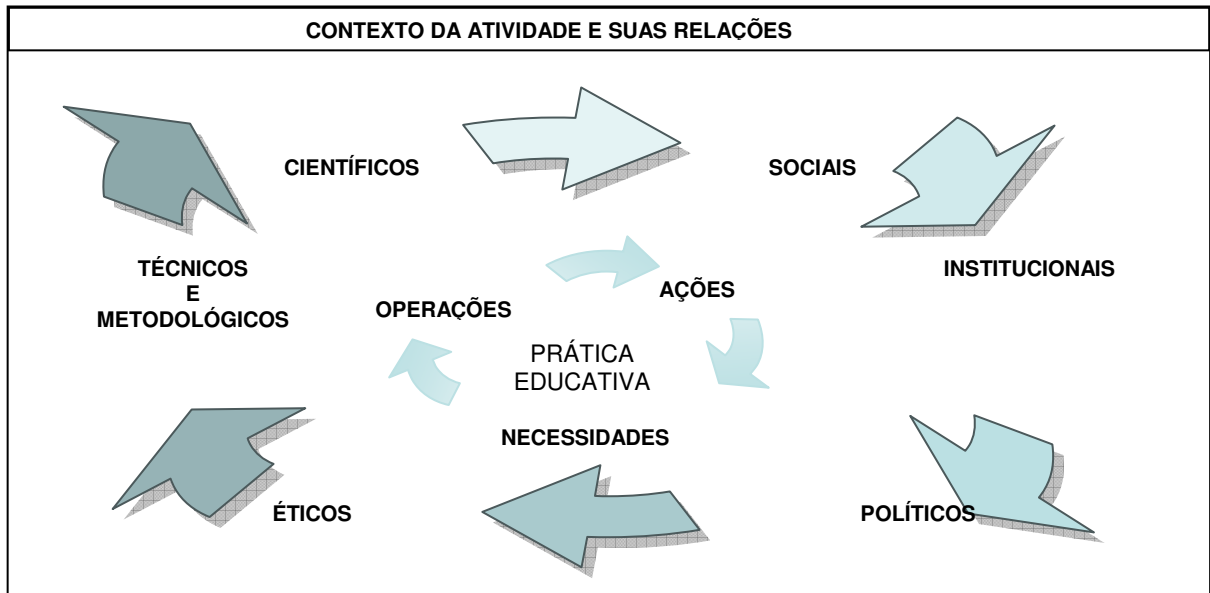 CONTEXTO DA ATIVIDADE E SUAS RELAÇÕES
CIENTÍFICOS
SOCIAIS
TÉCNICOS
E
METODOLÓGICOS
INSTITUCIONAIS
OPERAÇÕES
AÇÕES
PRÁTICA
EDUCATIVA
NECESSIDADES
ÉTICOS
POLÍTICOS